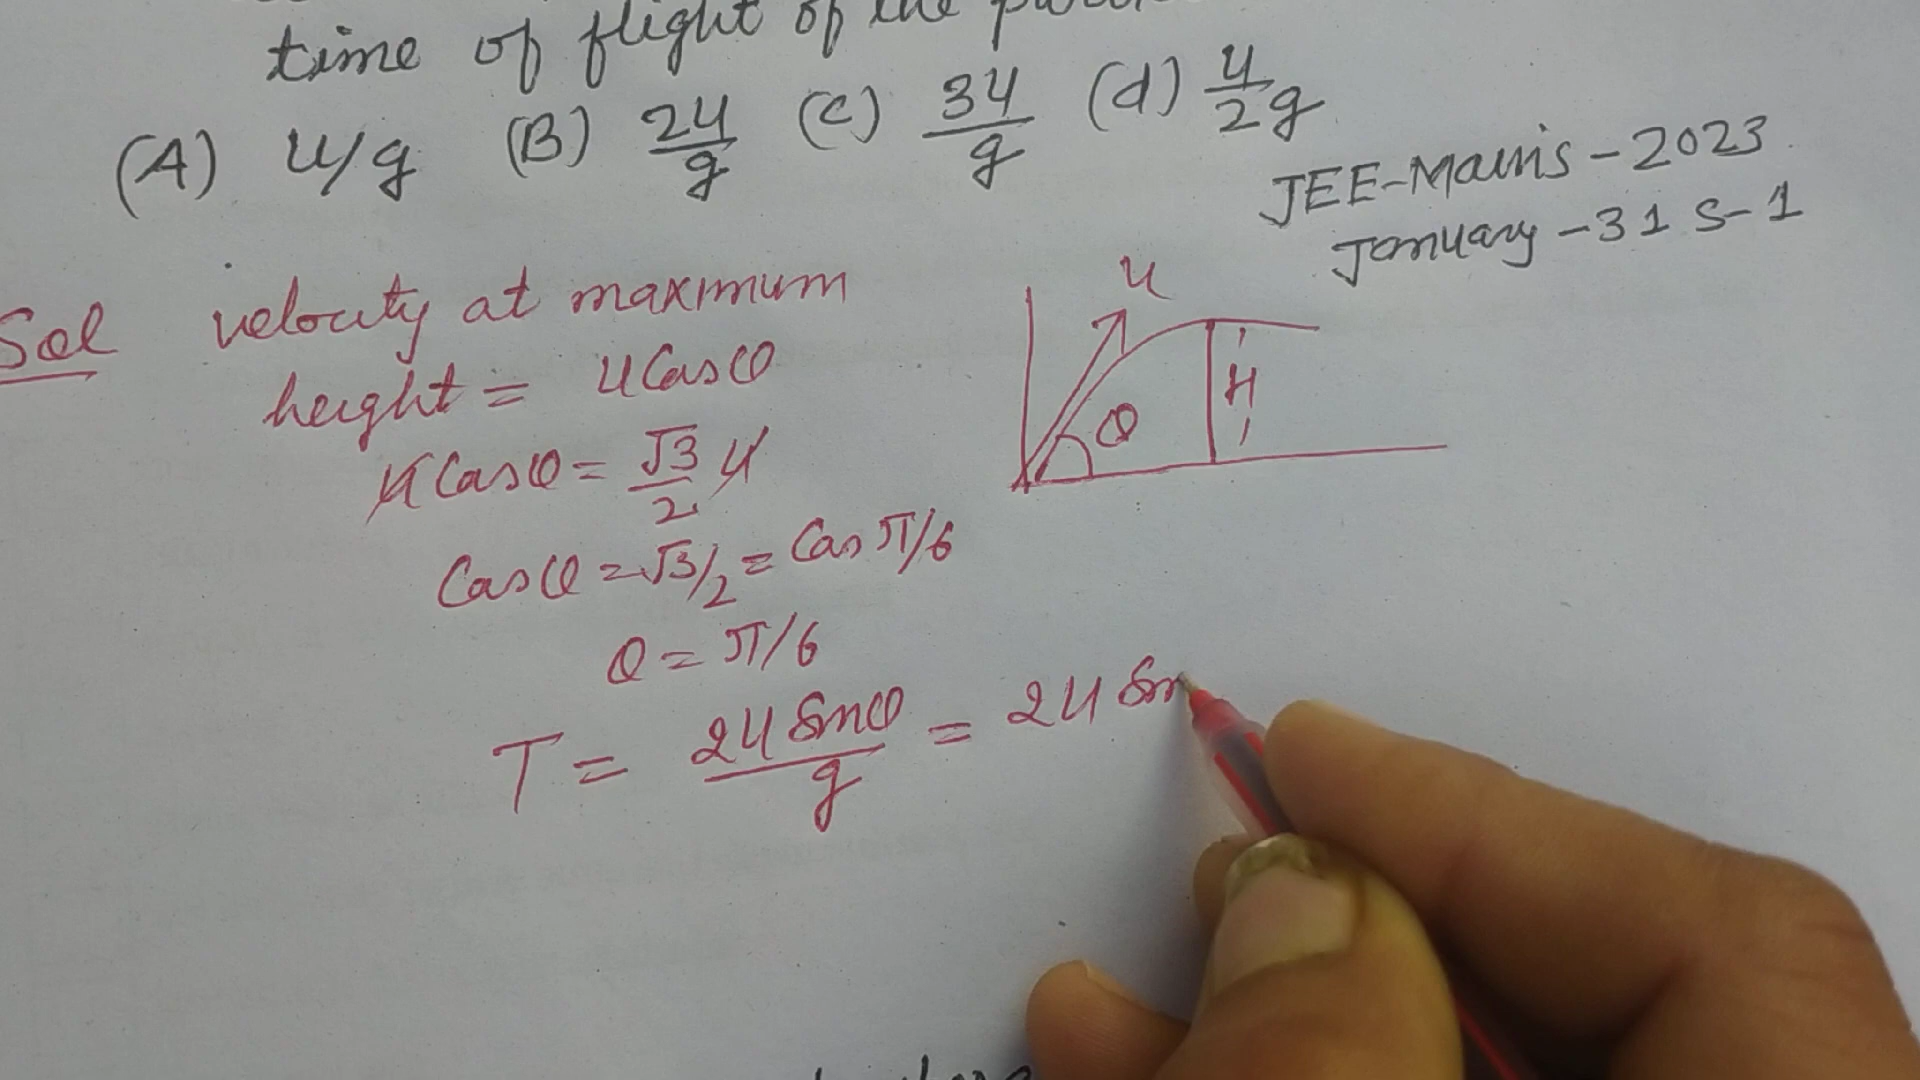 time of flight of the
(A) u/g (B) 2u/g (c) 3u/g (d) u/2g
JEE-Mains-2023
January-31 S-1
Sol velocity at maximum
height = u Cos θ
u
H
θ
u Cos θ = √3/2 u
Cos θ = √3/2 = Cos π/6
θ = π/6
T = 2u Sin θ/g = 2u Sin